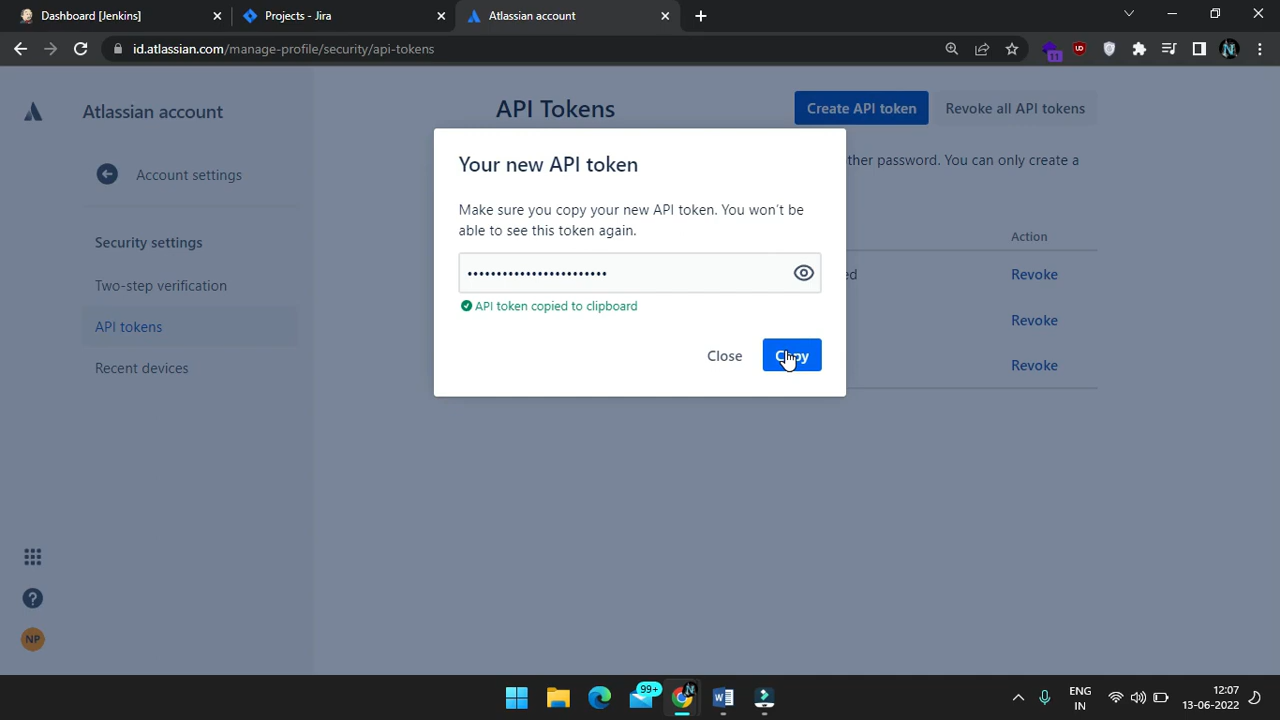 Dashboard [Jenkins]
Projects - Jira
Atlassian account
id.atlassian.com/manage-profile/security/api-tokens
11
Atlassian account
API Tokens
Create API token
Revoke all API tokens
ther password. You can only create a
Account settings
Security settings
Two-step verification
API tokens
Recent devices
Your new API token
Make sure you copy your new API token. You won't be
able to see this token again.
••••••••••••••••••••••••
API token copied to clipboard
Close
Copy
Action
ed
Revoke
Revoke
Revoke
NP
99+
ENG
IN
12:07
13-06-2022